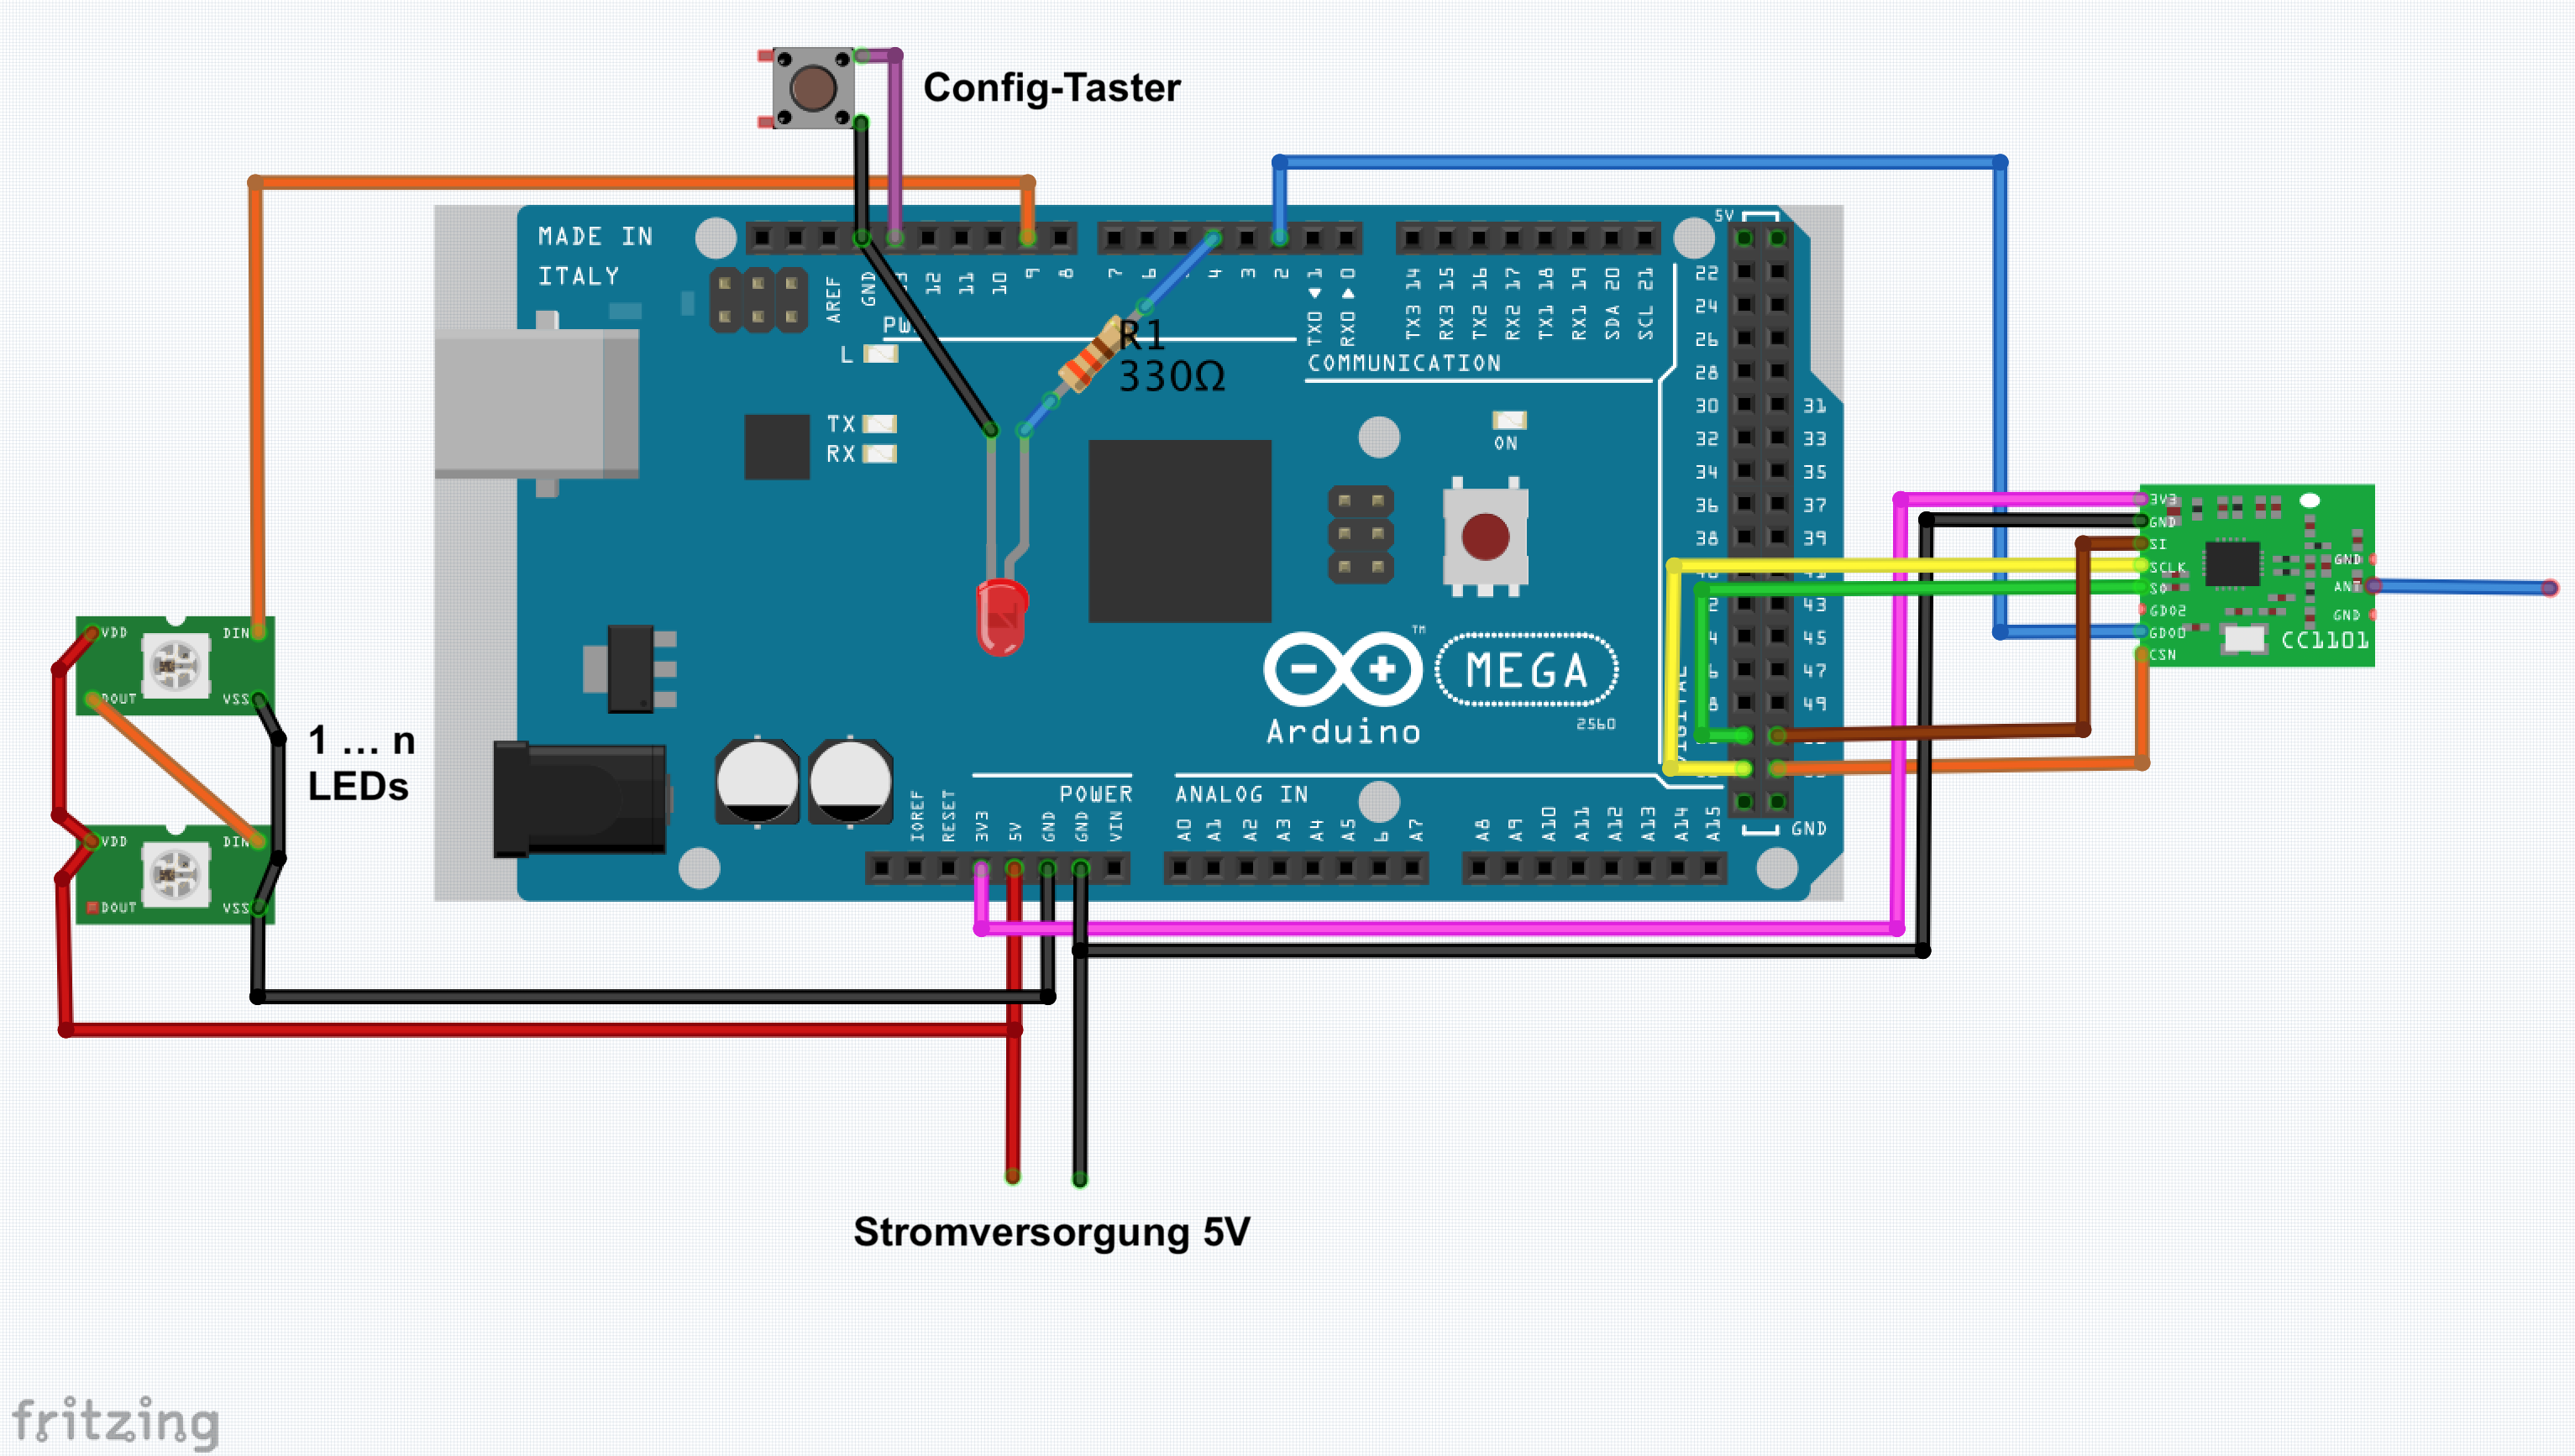 Config-Taster
MADE IN
ITALY
AREF
GND
12
11
10
9
8
7
6
4
3
2
TX0 1
RX0 0
TX3 14
RX3 15
TX2 16
RX2 17
TX1 18
RX1 19
SDA 20
SCL 21
5V
22
24
26
28
30 31
32 33
34 35
36 37
38 39
43
45
47
49
L
R1
330Ω
COMMUNICATION
TX
RX
ON
3V3
GND
SI
SCLK
SO
GDO2
GDO0
CSN
GND
ANT
GND
CC1101
VDD DIN
DOUT VSS
1 ... n
LEDs
VDD DIN
DOUT VSS
TM
MEGA
2560
Arduino
POWER
ANALOG IN
GND
IOREF
RESET
3V3
5V
GND
GND
VIN
A0
A1
A2
A3
A4
A5
6
A7
A8
A9
A10
A11
A12
A13
A14
A15
Stromversorgung 5V
fritzing